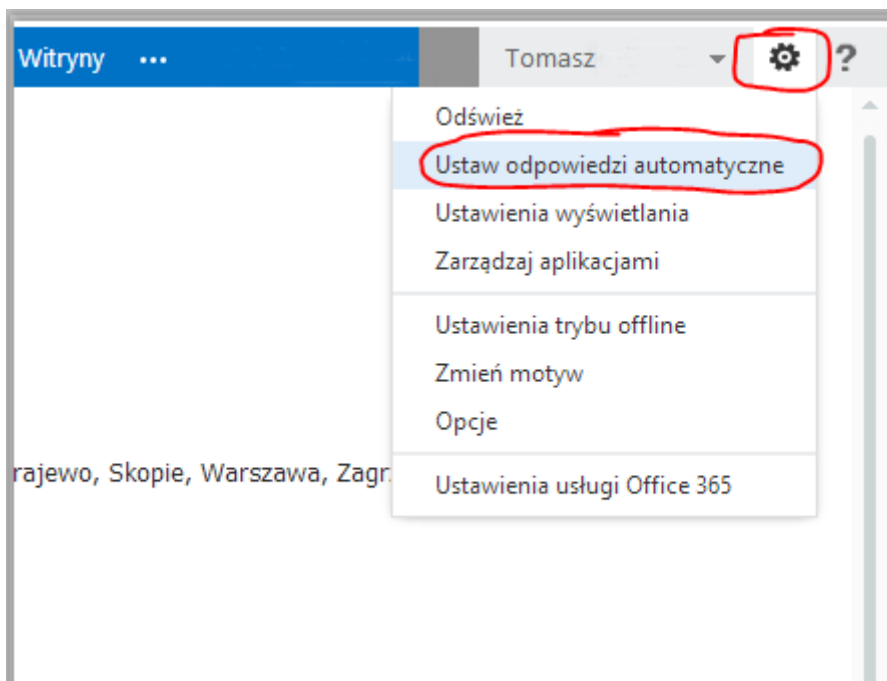 Witryny ... Tomasz ?
Odśwież
Ustaw odpowiedzi automatyczne
Ustawienia wyświetlania
Zarządzaj aplikacjami
Ustawienia trybu offline
Zmień motyw
Opcje
rajewo, Skopie, Warszawa, Zagr
Ustawienia usługi Office 365